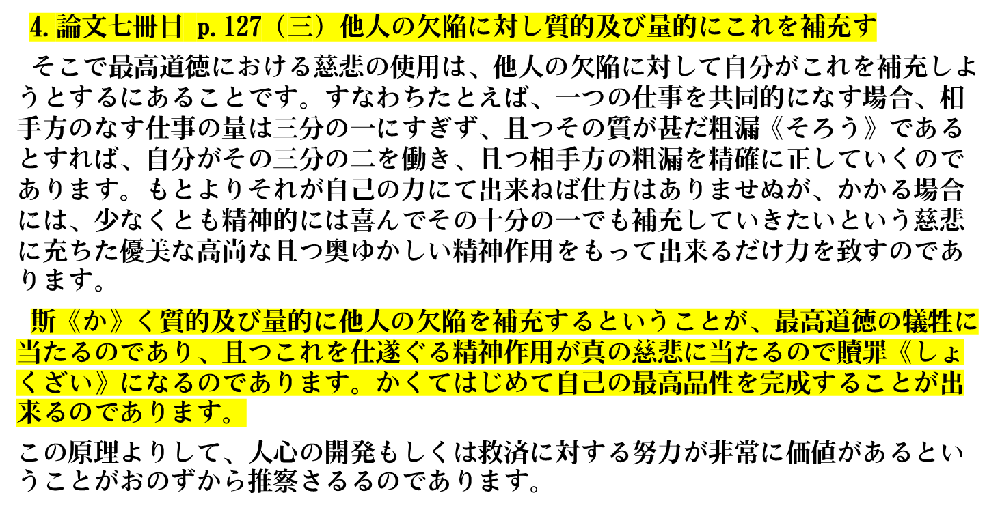 4. 論文七冊目 p.127（三）他人の欠陥に対し質的及び量的にこれを補充す
そこで最高道徳における慈悲の使用は、他人の欠陥に対して自分がこれを補充しよ
うとするにあることです。すなわちたとえば、一つの仕事を共同的になす場合、相
手方のなす仕事の量は三分の一にすぎず、且つその質が甚だ粗漏《そろう》である
とすれば、自分がその三分の二を働き、且つ相手方の粗漏を精確に正していくので
あります。もとよりそれが自己の力にて出来ねば仕方はありませぬが、かかる場合
には、少なくとも精神的には喜んでその十分の一でも補充していきたいという慈悲
に充ちた優美な高尚な且つ奥ゆかしい精神作用をもって出来るだけ力を致すのであ
ります。
斯《か》く質的及び量的に他人の欠陥を補充するということが、最高道徳の犠牲に
当たるのであり、且つこれを仕遂ぐる精神作用が真の慈悲に当たるので贖罪《しょ
くざい》になるのであります。かくてはじめて自己の最高品性を完成することが出
来るのであります。
この原理よりして、人心の開発もしくは救済に対する努力が非常に価値があるとい
うことがおのずから推察さるるのであります。